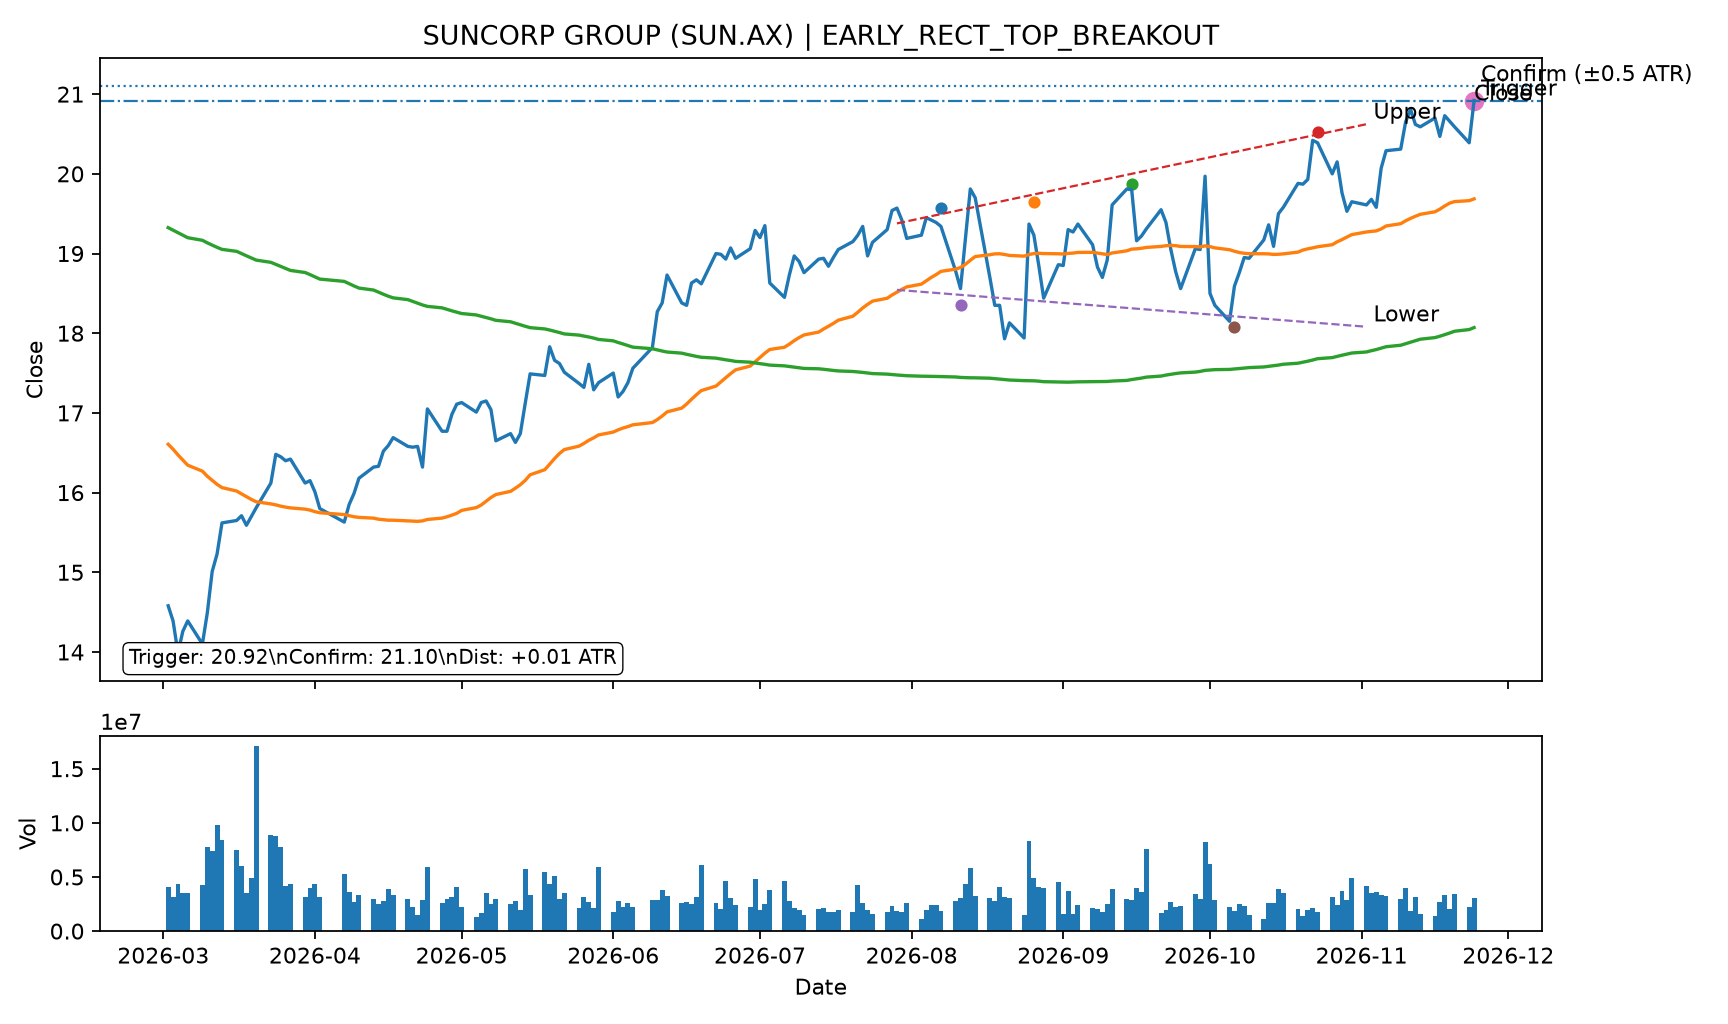 SUNCORP GROUP (SUN.AX) | EARLY_RECT_TOP_BREAKOUT
Confirm (±0.5 ATR)
Trigger
Close
Upper
Lower
21
20
19
18
17
16
15
14
Close
Trigger: 20.92\nConfirm: 21.10\nDist: +0.01 ATR
1e7
1.5
1.0
0.5
0.0
Vol
2026-03 2026-04 2026-05 2026-06 2026-07 2026-08 2026-09 2026-10 2026-11 2026-12
Date